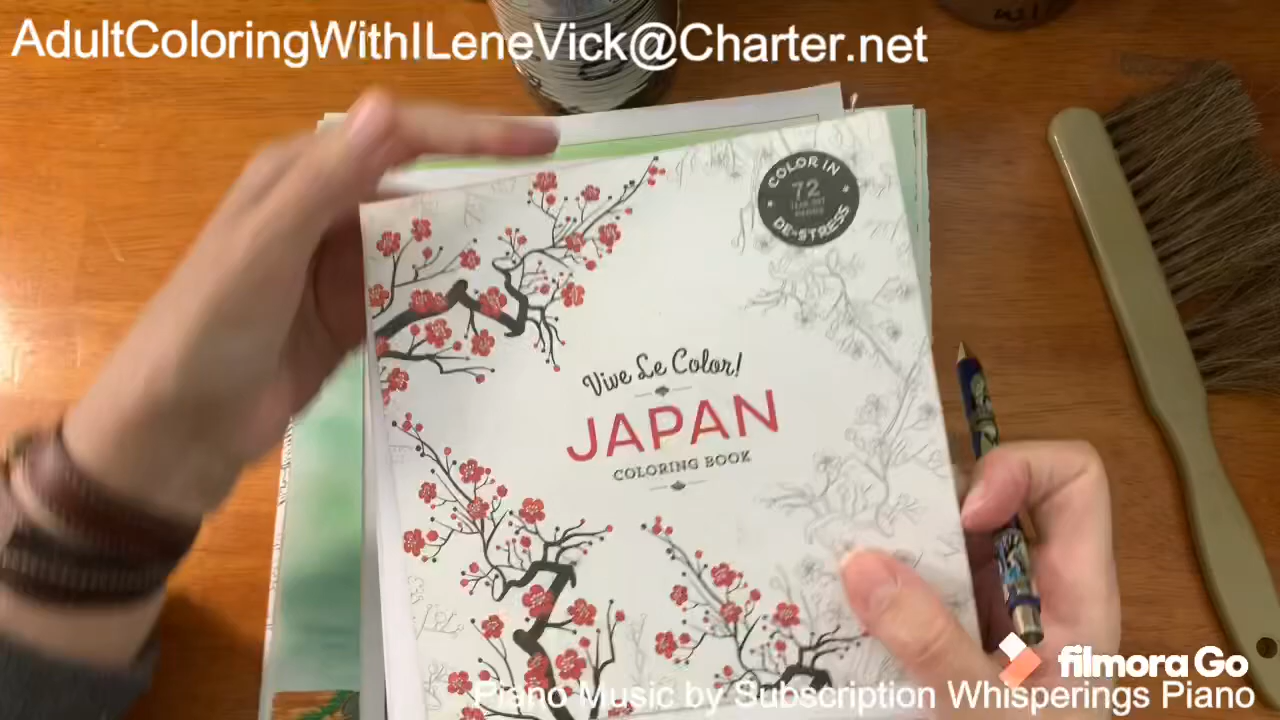 AdultColoringWithILeneVick@Charter.net
COLOR IN
72
DE-STRESS
Vive Le Color!
JAPAN
COLORING BOOK
filmora Go
Piano Music by Subscription Whisperings Piano